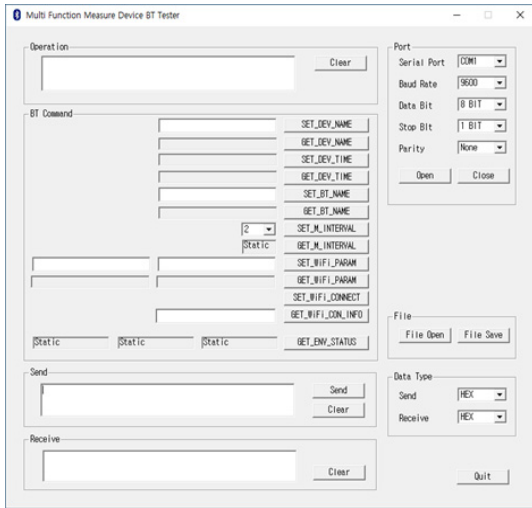 Multi Function Measure Device BT Tester
Operation
Clear
BT Command
SET_DEV_NAME
GET_DEV_NAME
SET_DEV_TIME
GET_DEV_TIME
SET_BT_NAME
GET_BT_NAME
2 SET_M_INTERVAL
Static GET_M_INTERVAL
SET_WiFi_PARAM
GET_WiFi_PARAM
SET_WiFi_CONNECT
GET_WiFi_CON_INFO
Static Static Static GET_ENV_STATUS
Send
Send
Clear
Receive
Clear
Port
Serial Port COM1
Baud Rate 9600
Data Bit 8 BIT
Stop Bit 1 BIT
Parity None
Open Close
File
File Open File Save
Data Type
Send HEX
Receive HEX
Quit